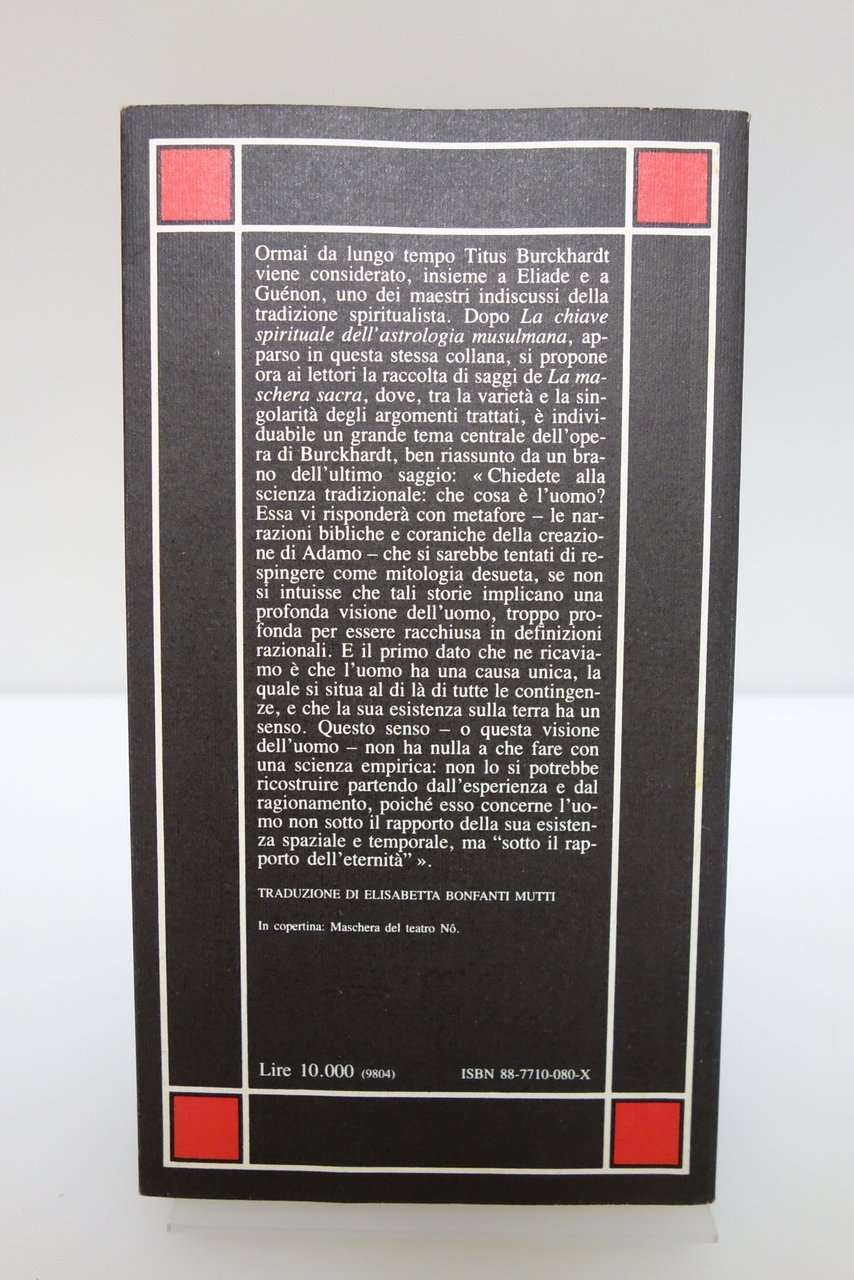 Ormai da lungo tempo Titus Burckhardt
viene considerato, insieme a Eliade e a
Guénon, uno dei maestri indiscussi della
tradizione spiritualista. Dopo La chiave
spirituale dell'astrologia musulmana, ap-
parso in questa stessa collana, si propone
ora ai lettori la raccolta di saggi de La ma-
schera sacra, dove, tra la varietà e la sin-
golarità degli argomenti trattati, è indivi-
duabile un grande tema centrale dell'ope-
ra di Burckhardt, ben riassunto da un bra-
no dell'ultimo saggio: «Chiedete alla
scienza tradizionale: che cosa è l'uomo?
Essa vi risponderà con metafore – le nar-
razioni bibliche e coraniche della creazio-
ne di Adamo – che si sarebbe tentati di re-
spingere come mitologia desueta, se non
si intuisse che tali storie implicano una
profonda visione dell'uomo, troppo pro-
fonda per essere racchiusa in definizioni
razionali. E il primo dato che ne ricavia-
mo è che l'uomo ha una causa unica, la
quale si situa al di là di tutte le contingen-
ze, e che la sua esistenza sulla terra ha un
senso. Questo senso – o questa visione
dell'uomo – non ha nulla a che fare con
una scienza empirica: non lo si potrebbe
ricostruire partendo dall'esperienza e dal
ragionamento, poiché esso concerne l'uo-
mo non sotto il rapporto della sua esisten-
za spaziale e temporale, ma "sotto il rap-
porto dell'eternità"».
TRADUZIONE DI ELISABETTA BONFANTI MUTTI
In copertina: Maschera del teatro Nô.
Lire 10.000 (9804) ISBN 88-7710-080-X